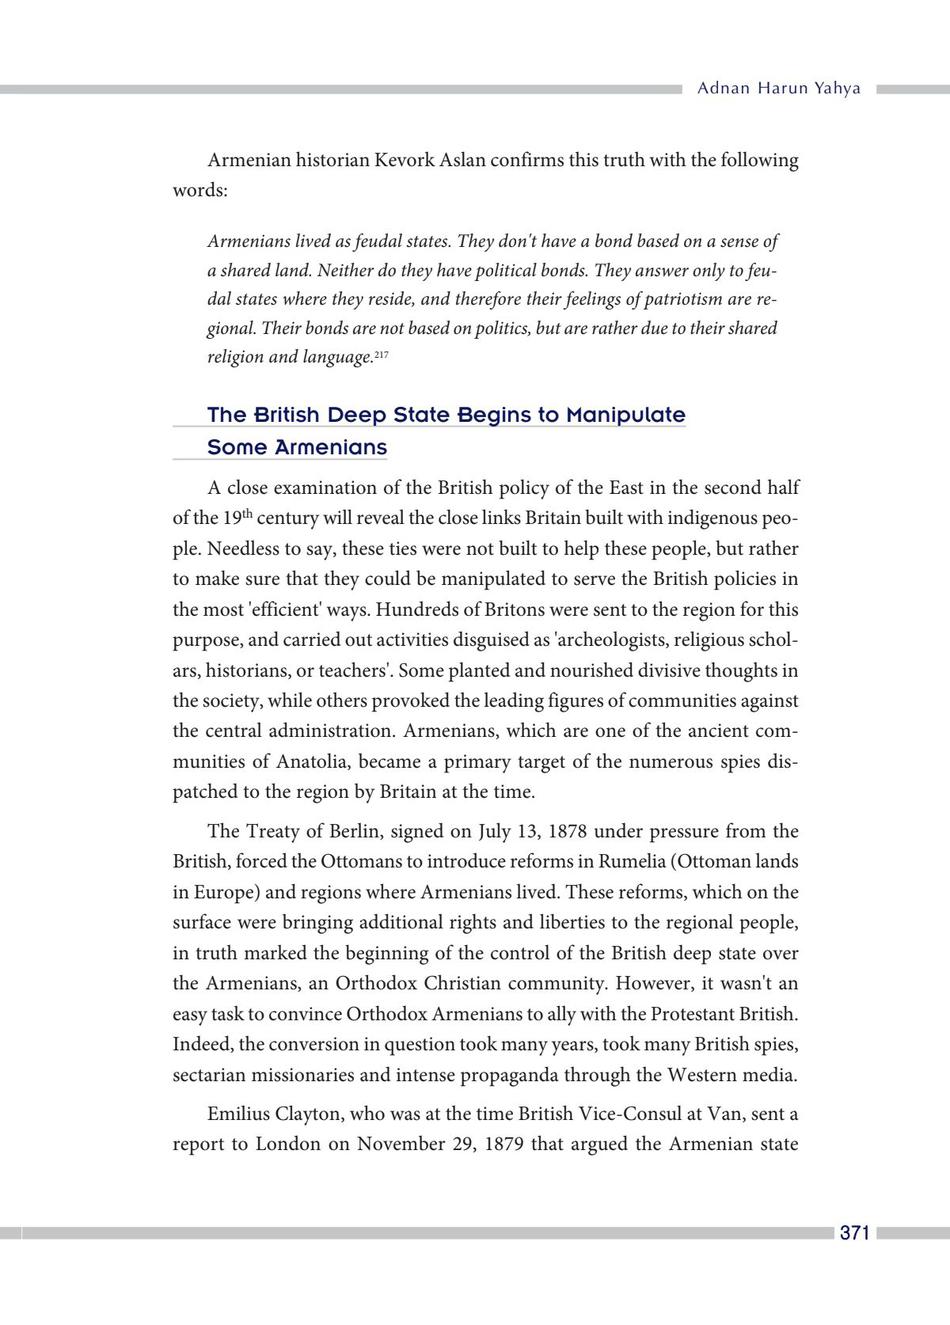 Adnan Harun Yahya
Armenian historian Kevork Aslan confirms this truth with the following
words:
Armenians lived as feudal states. They don't have a bond based on a sense of
a shared land. Neither do they have political bonds. They answer only to feu-
dal states where they reside, and therefore their feelings of patriotism are re-
gional. Their bonds are not based on politics, but are rather due to their shared
religion and language.217
The British Deep State Begins to Manipulate
Some Armenians
A close examination of the British policy of the East in the second half
of the 19th century will reveal the close links Britain built with indigenous peo-
ple. Needless to say, these ties were not built to help these people, but rather
to make sure that they could be manipulated to serve the British policies in
the most 'efficient' ways. Hundreds of Britons were sent to the region for this
purpose, and carried out activities disguised as 'archeologists, religious schol-
ars, historians, or teachers'. Some planted and nourished divisive thoughts in
the society, while others provoked the leading figures of communities against
the central administration. Armenians, which are one of the ancient com-
munities of Anatolia, became a primary target of the numerous spies dis-
patched to the region by Britain at the time.
The Treaty of Berlin, signed on July 13, 1878 under pressure from the
British, forced the Ottomans to introduce reforms in Rumelia (Ottoman lands
in Europe) and regions where Armenians lived. These reforms, which on the
surface were bringing additional rights and liberties to the regional people,
in truth marked the beginning of the control of the British deep state over
the Armenians, an Orthodox Christian community. However, it wasn't an
easy task to convince Orthodox Armenians to ally with the Protestant British.
Indeed, the conversion in question took many years, took many British spies,
sectarian missionaries and intense propaganda through the Western media.
Emilius Clayton, who was at the time British Vice-Consul at Van, sent a
report to London on November 29, 1879 that argued the Armenian state
371